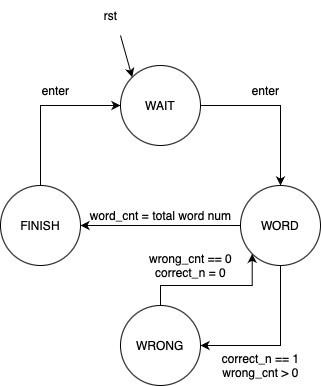 rst
enter
WAIT
enter
FINISH
word_cnt = total word num
WORD
wrong_cnt == 0
correct_n = 0
WRONG
correct_n == 1
wrong_cnt > 0